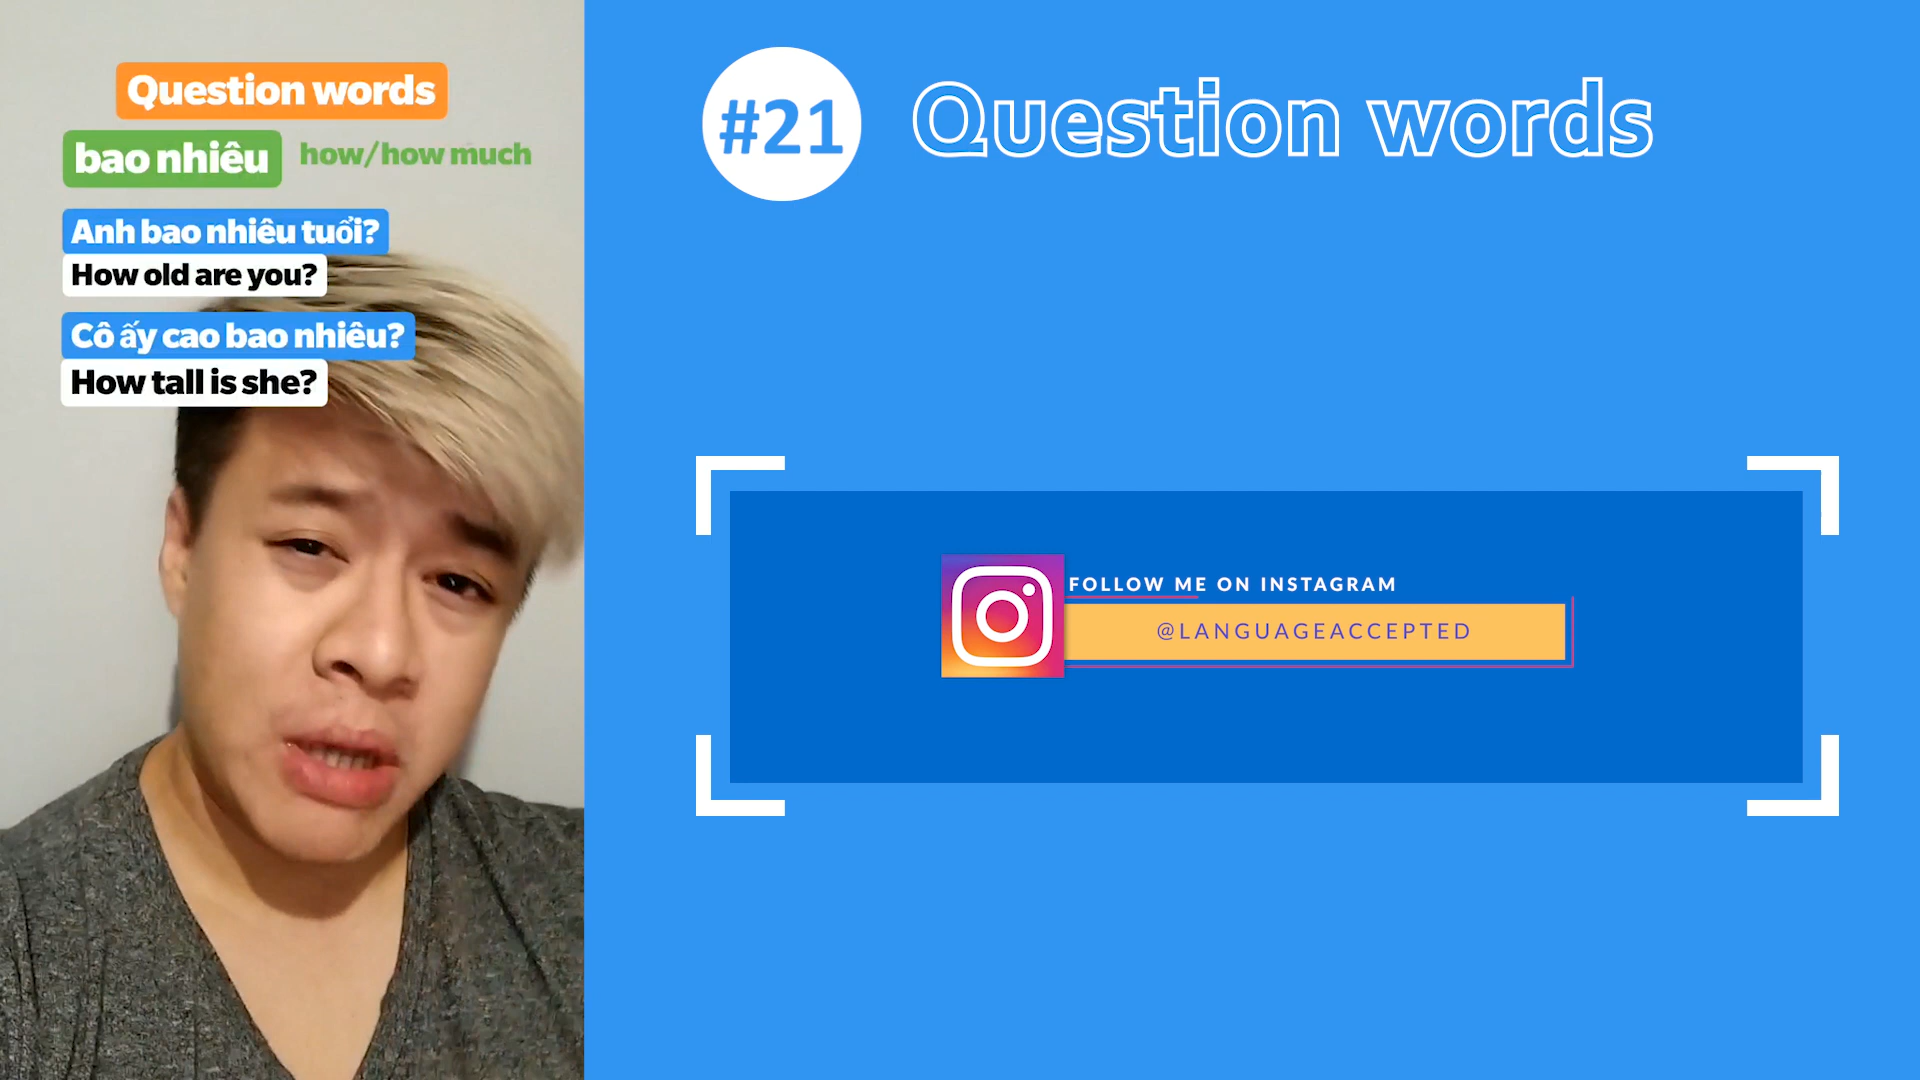 Question words
bao nhiêu how/how much
Anh bao nhiêu tuổi?
How old are you?
Cô ấy cao bao nhiêu?
How tall is she?
#21 Question words
FOLLOW ME ON INSTAGRAM
@LANGUAGEACCEPTED